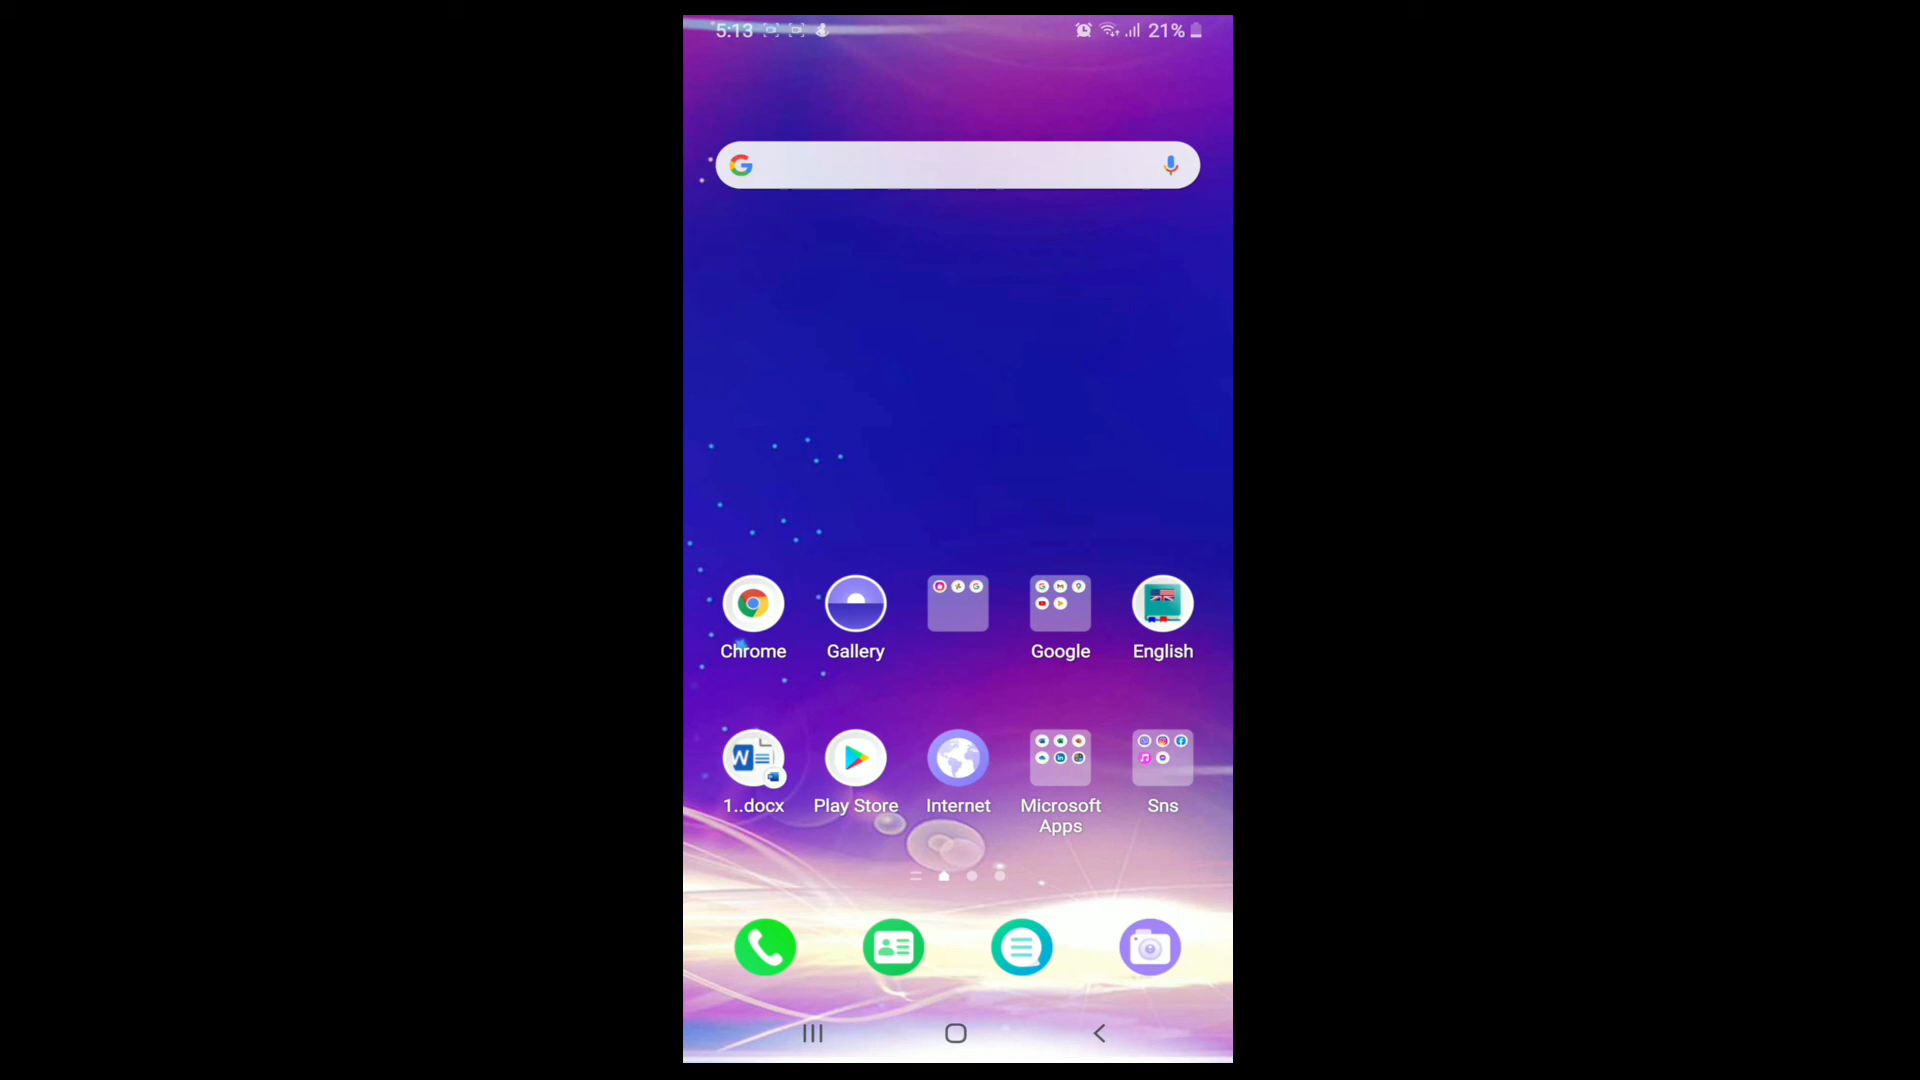 5:13 21%
Chrome Gallery Google English
1..docx Play Store Internet Microsoft Apps Sns